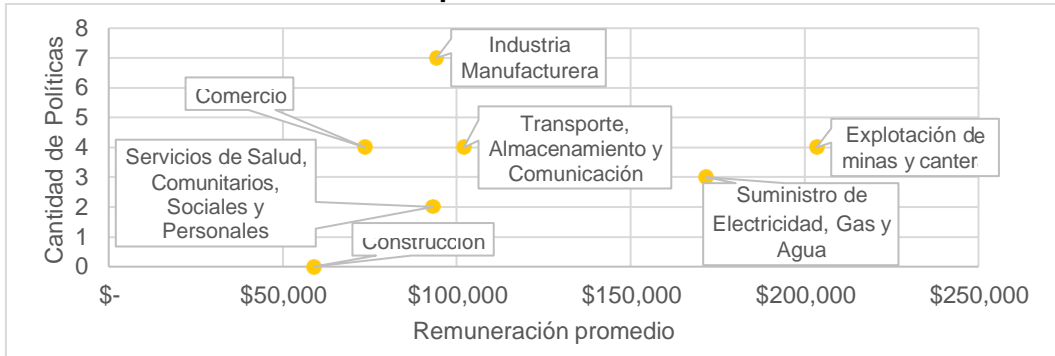 8
7
6
5
4
3
2
1
0
Cantidad de Políticas
Industria
Manufacturera
Comercio
Transporte,
Almacenamiento y
Comunicación
Explotación de
minas y canter
Servicios de Salud,
Comunitarios,
Sociales y
Personales
Suministro de
Electricidad, Gas y
Agua
Construcción
$-
$50,000
$100,000
$150,000
$200,000
$250,000
Remuneración promedio